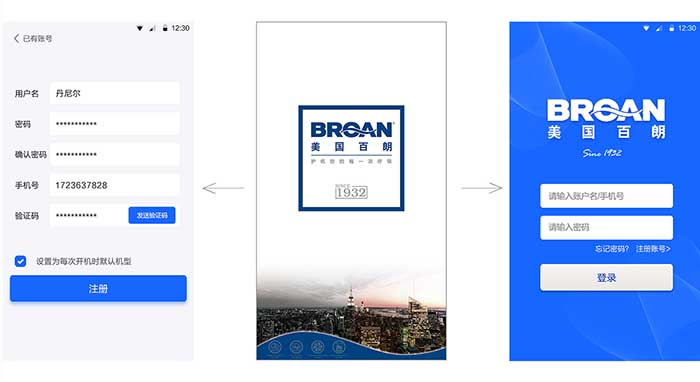 12:30
已有账号
用户名
丹尼尔
密码
***********
确认密码
***********
手机号
1723637828
验证码
***********
发送验证码
设置为每次开机时默认机型
注册
BROAN
美国百朗
护航您的每一次呼吸
SINCE
1932
12:30
BROAN
美国百朗
Since 1932
请输入账户名/手机号
请输入密码
忘记密码? 注册账号>
登录